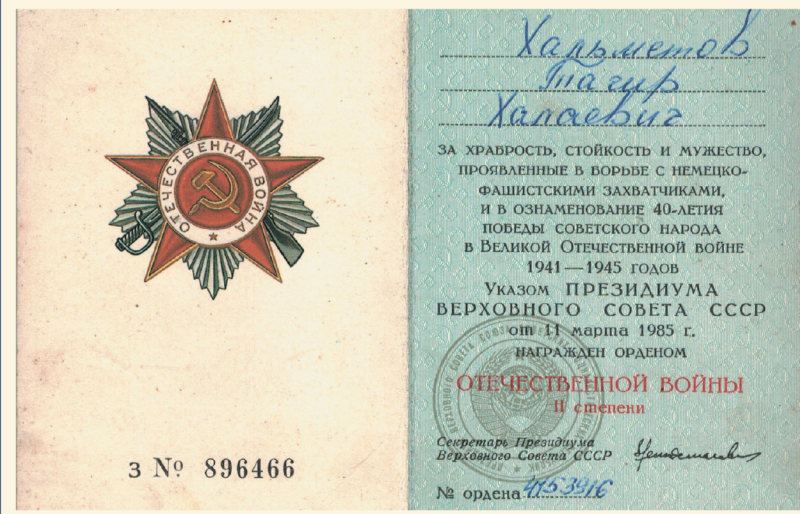 ОТЕЧЕСТВЕННАЯ ВОЙНА
З № 896466
Хальметов
Тагир
Халаевич
ЗА ХРАБРОСТЬ, СТОЙКОСТЬ И МУЖЕСТВО,
ПРОЯВЛЕННЫЕ В БОРЬБЕ С НЕМЕЦКО-
ФАШИСТСКИМИ ЗАХВАТЧИКАМИ,
И В ОЗНАМЕНОВАНИЕ 40-ЛЕТИЯ
ПОБЕДЫ СОВЕТСКОГО НАРОДА
В ВЕЛИКОЙ ОТЕЧЕСТВЕННОЙ ВОЙНЕ
1941—1945 ГОДОВ
УКАЗОМ ПРЕЗИДИУМА
ВЕРХОВНОГО СОВЕТА СССР
от 11 марта 1985 г.
НАГРАЖДЕН ОРДЕНОМ
ОТЕЧЕСТВЕННОЙ ВОЙНЫ
II степени
Секретарь Президиума
Верховного Совета СССР
№ ордена